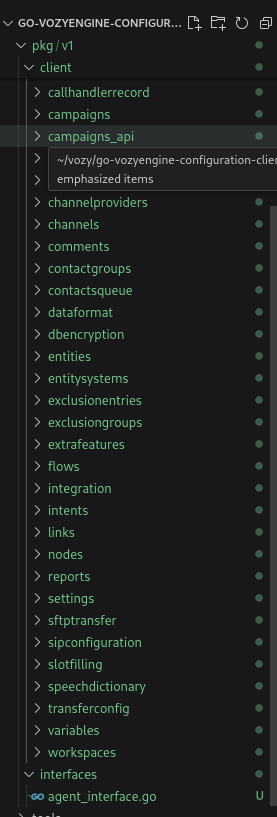 GO-VOZYENGINE-CONFIGUR...
pkg / v1
client
callhandlerrecord
campaigns
campaigns_api
~/vozy/go-vozyengine-configuration-clien
emphasized items
channelproviders
channels
comments
contactgroups
contactsqueue
dataformat
dbencryption
entities
entitysystems
exclusionentries
exclusiongroups
extrafeatures
flows
integration
intents
links
nodes
reports
settings
sftptransfer
sipconfiguration
slotfilling
speechdictionary
transferconfig
variables
workspaces
interfaces
GO agent_interface.go U